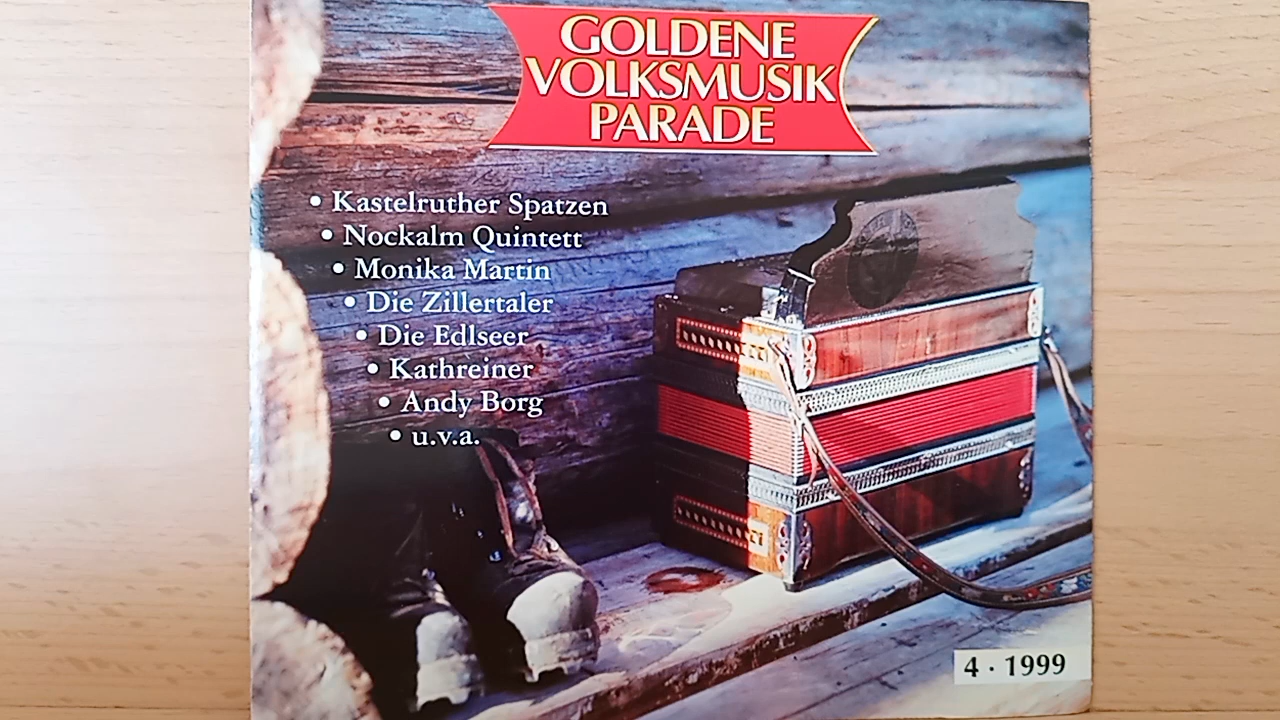 GOLDENE
VOLKSMUSIK
PARADE
• Kastelruther Spatzen
• Nockalm Quintett
• Monika Martin
• Die Zillertaler
• Die Edlseer
• Kathreiner
• Andy Borg
• u.v.a.
4 · 1999